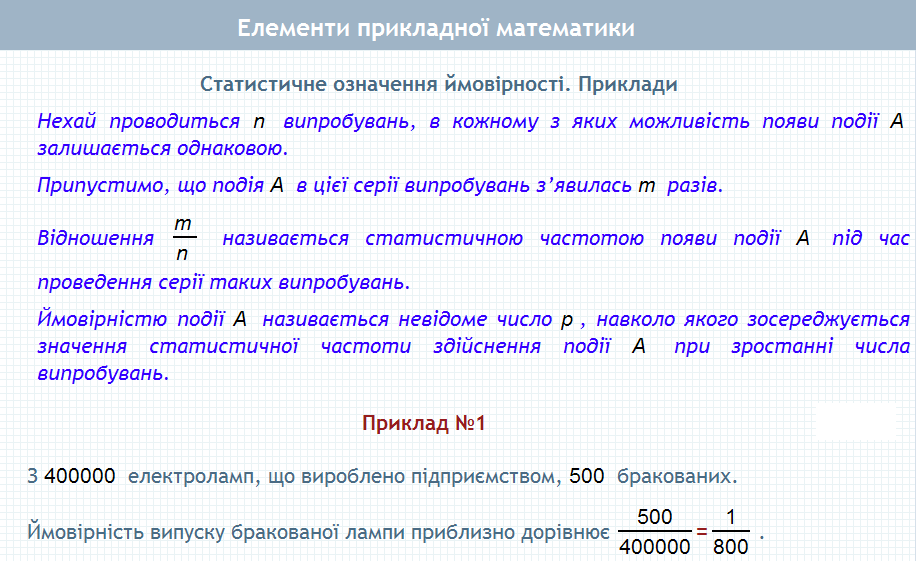 Елементи прикладної математики
Статистичне означення ймовірності. Приклади
Нехай проводиться n випробувань, в кожному з яких можливість появи події A
залишається однаковою.
Припустимо, що подія A в цієї серії випробувань з’явилась m разів.
Відношення m/n називається статистичною частотою появи події A під час
проведення серії таких випробувань.
Ймовірністю події A називається невідоме число p , навколо якого зосереджується
значення статистичної частоти здійснення події A при зростанні числа
випробувань.
Приклад №1
З 400000 електроламп, що вироблено підприємством, 500 бракованих.
Ймовірність випуску бракованої лампи приблизно дорівнює 500/400000 = 1/800 .